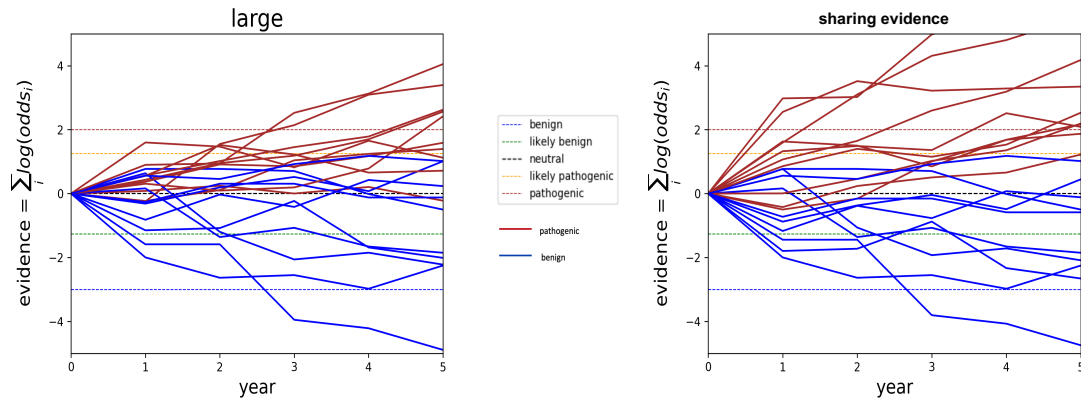 large
evidence = ∑ᵢ log(oddsᵢ)
4
2
0
−2
−4
0
1
2
3
4
5
year
benign
likely benign
neutral
likely pathogenic
pathogenic
pathogenic
benign
sharing evidence
evidence = ∑ᵢ log(oddsᵢ)
4
2
0
−2
−4
0
1
2
3
4
5
year